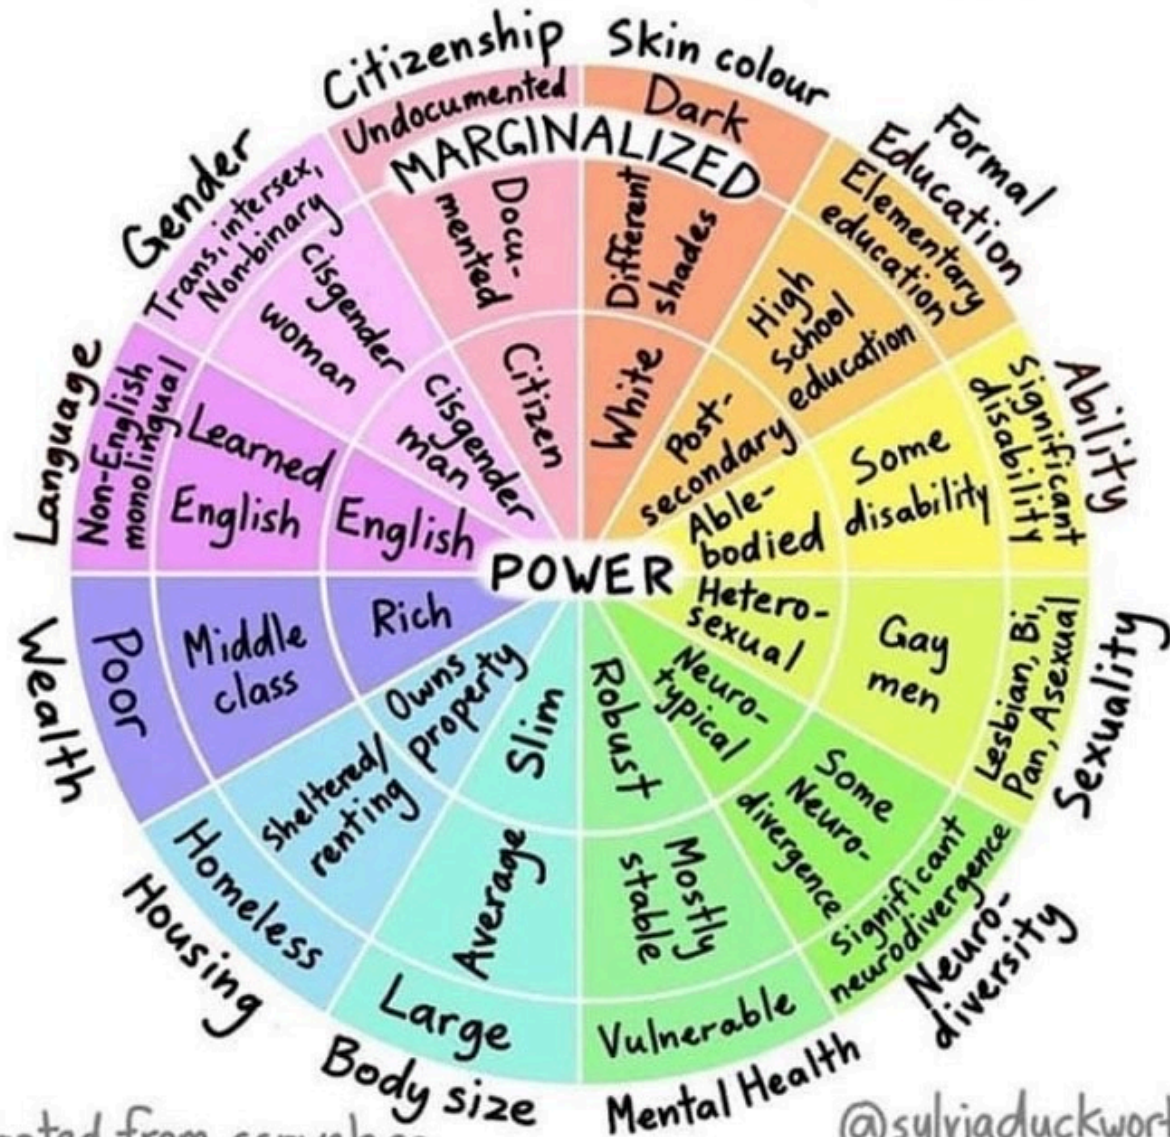 Citizenship
Undocumented
Docu-
mented
Citizen
Skin colour
Dark
Different
shades
White
Formal
Education
Elementary
education
High
school
education
Post-
secondary
Ability
Significant
disability
Some
disability
Able-
bodied
Sexuality
Lesbian, Bi,
Pan, Asexual
Gay
men
Hetero-
sexual
Neuro-
diversity
Significant
neurodivergence
Some
Neuro-
divergence
Neuro-
typical
Mental Health
Vulnerable
Mostly
stable
Robust
Body size
Large
Average
Slim
Housing
Homeless
Sheltered/
renting
Owns
property
Wealth
Poor
Middle
class
Rich
Language
Non-English
monolingual
Learned
English
English
Gender
Trans, intersex,
Non-binary
cisgender
woman
cisgender
man
MARGINALIZED
POWER
from
@sylviaduckwort